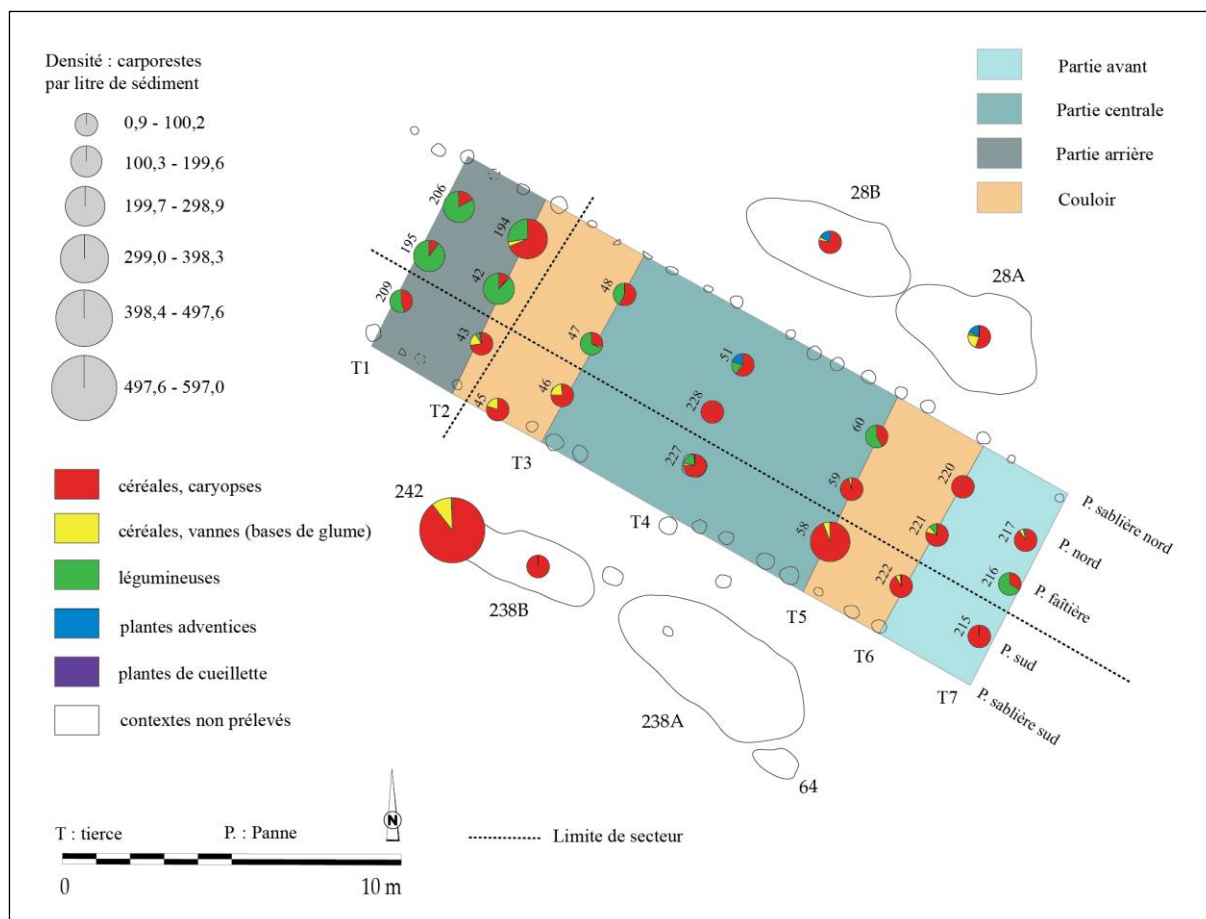 Densité : carporestes
par litre de sédiment
0,9 - 100,2
100,3 - 199,6
199,7 - 298,9
299,0 - 398,3
398,4 - 497,6
497,6 - 597,0
Partie avant
Partie centrale
Partie arrière
Couloir
28B
28A
206
194
195
42
209
43
48
47
46
45
51
228
227
60
59
58
220
221
222
217
216
215
T1
T2
T3
T4
T5
T6
T7
P. sablière nord
P. nord
P. faîtière
P. sud
P. sablière sud
242
238B
238A
64
céréales, caryopses
céréales, vannes (bases de glume)
légumineuses
plantes adventices
plantes de cueillette
contextes non prélevés
N
T : tierce
P. : Panne
Limite de secteur
0
10 m